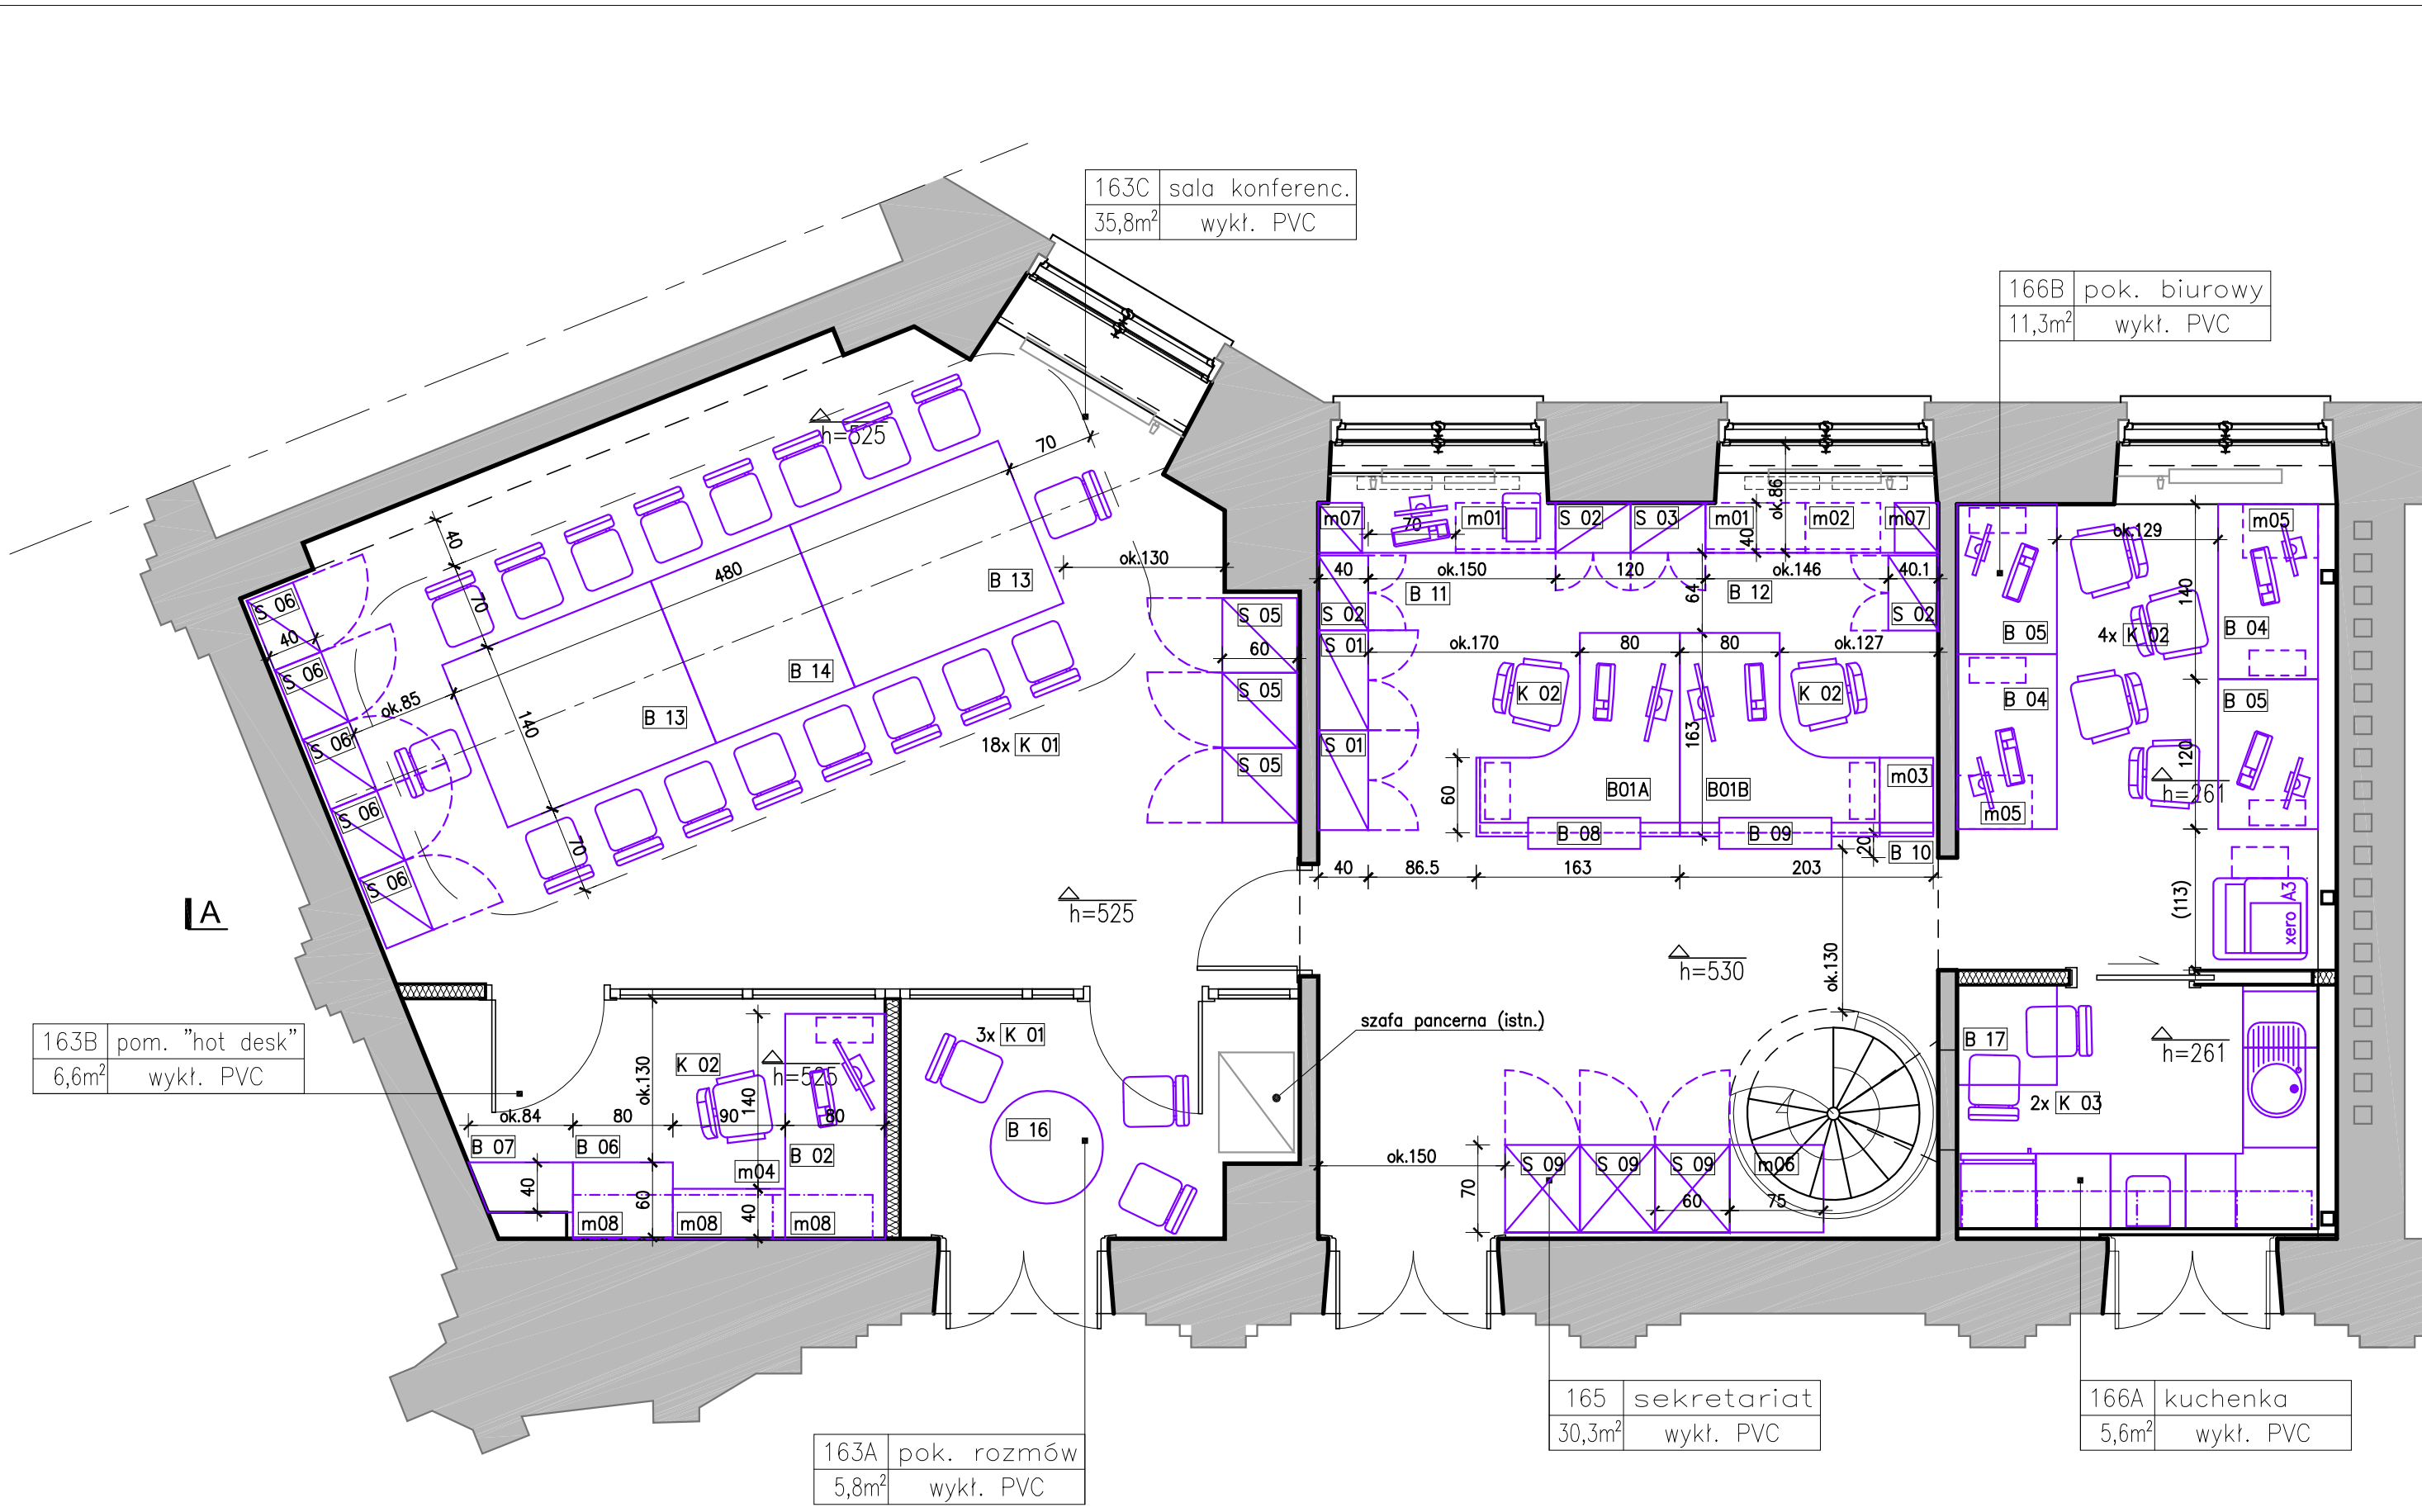 163C sala konferenc.
35,8m² wykł. PVC
166B pok. biurowy
11,3m² wykł. PVC
h=525
70
40
70
480
B 13
ok.130
S 06
40
S 06
S 06
S 06
S 06
ok.85
140
B 14
B 13
18x K 01
70
S 05
60
S 05
S 05
h=525
A
m07
70
m01
S 02
S 03
m01
40
ok.86
m02
m07
40
ok.150
120
ok.146
40.1
B 11
64
B 12
S 02
S 02
S 01
ok.170
80
80
ok.127
K 02
K 02
163
S 01
60
B01A
B01B
m03
B 08
B 09
20
B 10
40
86.5
163
203
h=530
ok.130
m05
ok.129
140
B 05
4x K 02
B 04
B 04
B 05
120
h=261
m05
(113)
xero A3
163B pom. "hot desk"
6,6m² wykł. PVC
ok.130
K 02
h=525
140
ok.84
80
90
80
B 07
B 06
B 02
m04
40
60
40
m08
m08
m08
3x K 01
B 16
szafa pancerna (istn.)
ok.150
70
S 09
S 09
S 09
m06
60
75
B 17
h=261
2x K 03
163A pok. rozmów
5,8m² wykł. PVC
165 sekretariat
30,3m² wykł. PVC
166A kuchenka
5,6m² wykł. PVC